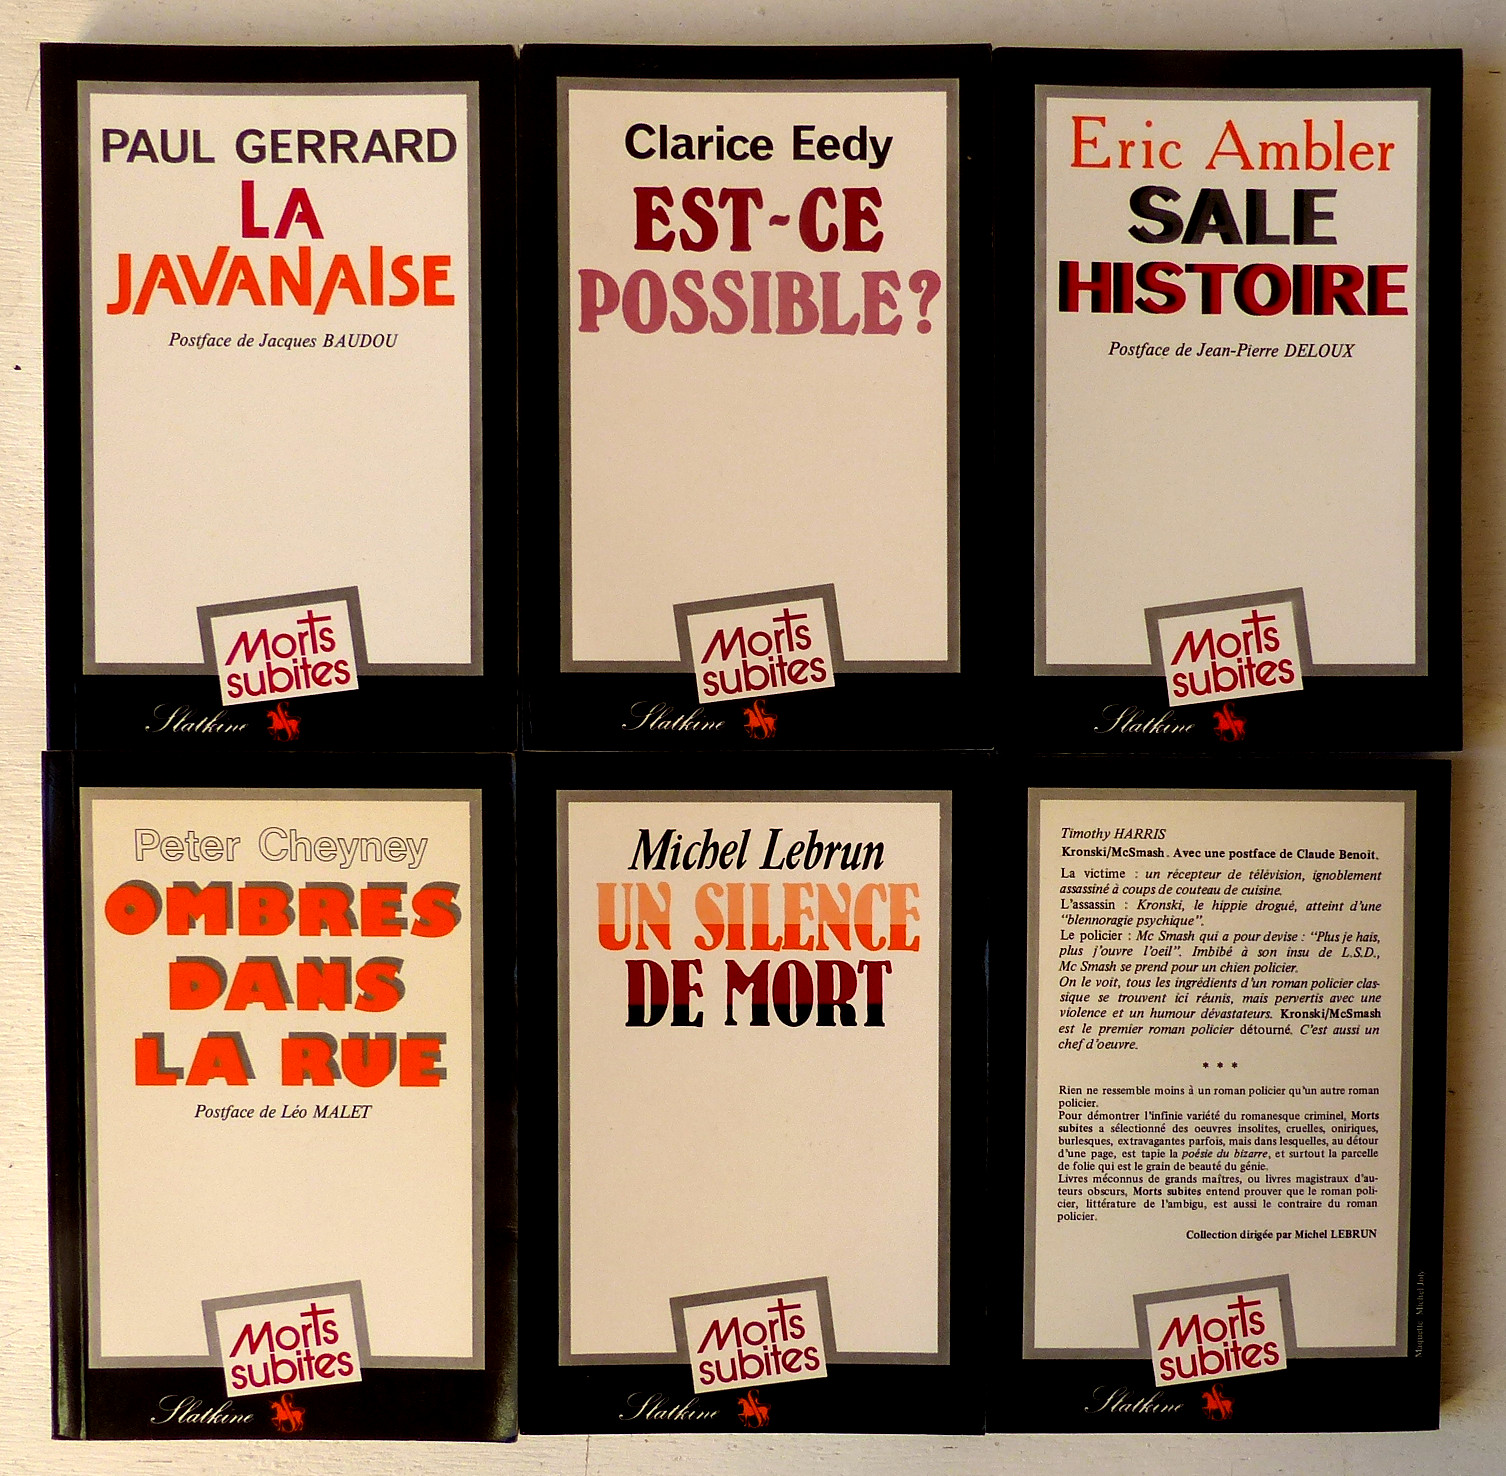 PAUL GERRARD
LA
JAVANAISE
Postface de Jacques BAUDOU
Morts
subites
Slatkine
Clarice Eedy
EST-CE
POSSIBLE?
Morts
subites
Slatkine
Eric Ambler
SALE
HISTOIRE
Postface de Jean-Pierre DELOUX
Morts
subites
Slatkine
Peter Cheyney
OMBRES
DANS
LA RUE
Postface de Léo MALET
Morts
subites
Slatkine
Michel Lebrun
UN SILENCE
DE MORT
Morts
subites
Slatkine
Timothy HARRIS
Kronski/McSmash. Avec une postface de Claude Benoit.
La victime : un récepteur de télévision, ignoblement
assassiné à coups de couteau de cuisine.
L'assassin : Kronski, le hippie drogué, atteint d'une
"blennoragie psychique".
Le policier : Mc Smash qui a pour devise : "Plus je hais,
plus j'ouvre l'oeil". Imbibé à son insu de L.S.D.,
Mc Smash se prend pour un chien policier.
On le voit, tous les ingrédients d'un roman policier clas-
sique se trouvent ici réunis, mais pervertis avec une
violence et un humour dévastateurs. Kronski/McSmash
est le premier roman policier détourné. C'est aussi un
chef d'oeuvre.
* * *
Rien ne ressemble moins à un roman policier qu'un autre roman
policier.
Pour démontrer l'infinie variété du romanesque criminel, Morts
subites a sélectionné des oeuvres insolites, cruelles, oniriques,
burlesques, extravagantes parfois, mais dans lesquelles, au détour
d'une page, est tapie la poésie du bizarre, et surtout la parcelle
de folie qui est le grain de beauté du génie.
Livres méconnus de grands maîtres, ou livres magistraux d'au-
teurs obscurs, Morts subites entend prouver que le roman poli-
cier, littérature de l'ambigu, est aussi le contraire du roman
policier.
Collection dirigée par Michel LEBRUN
Maquette Michel Joly
Morts
subites
Slatkine